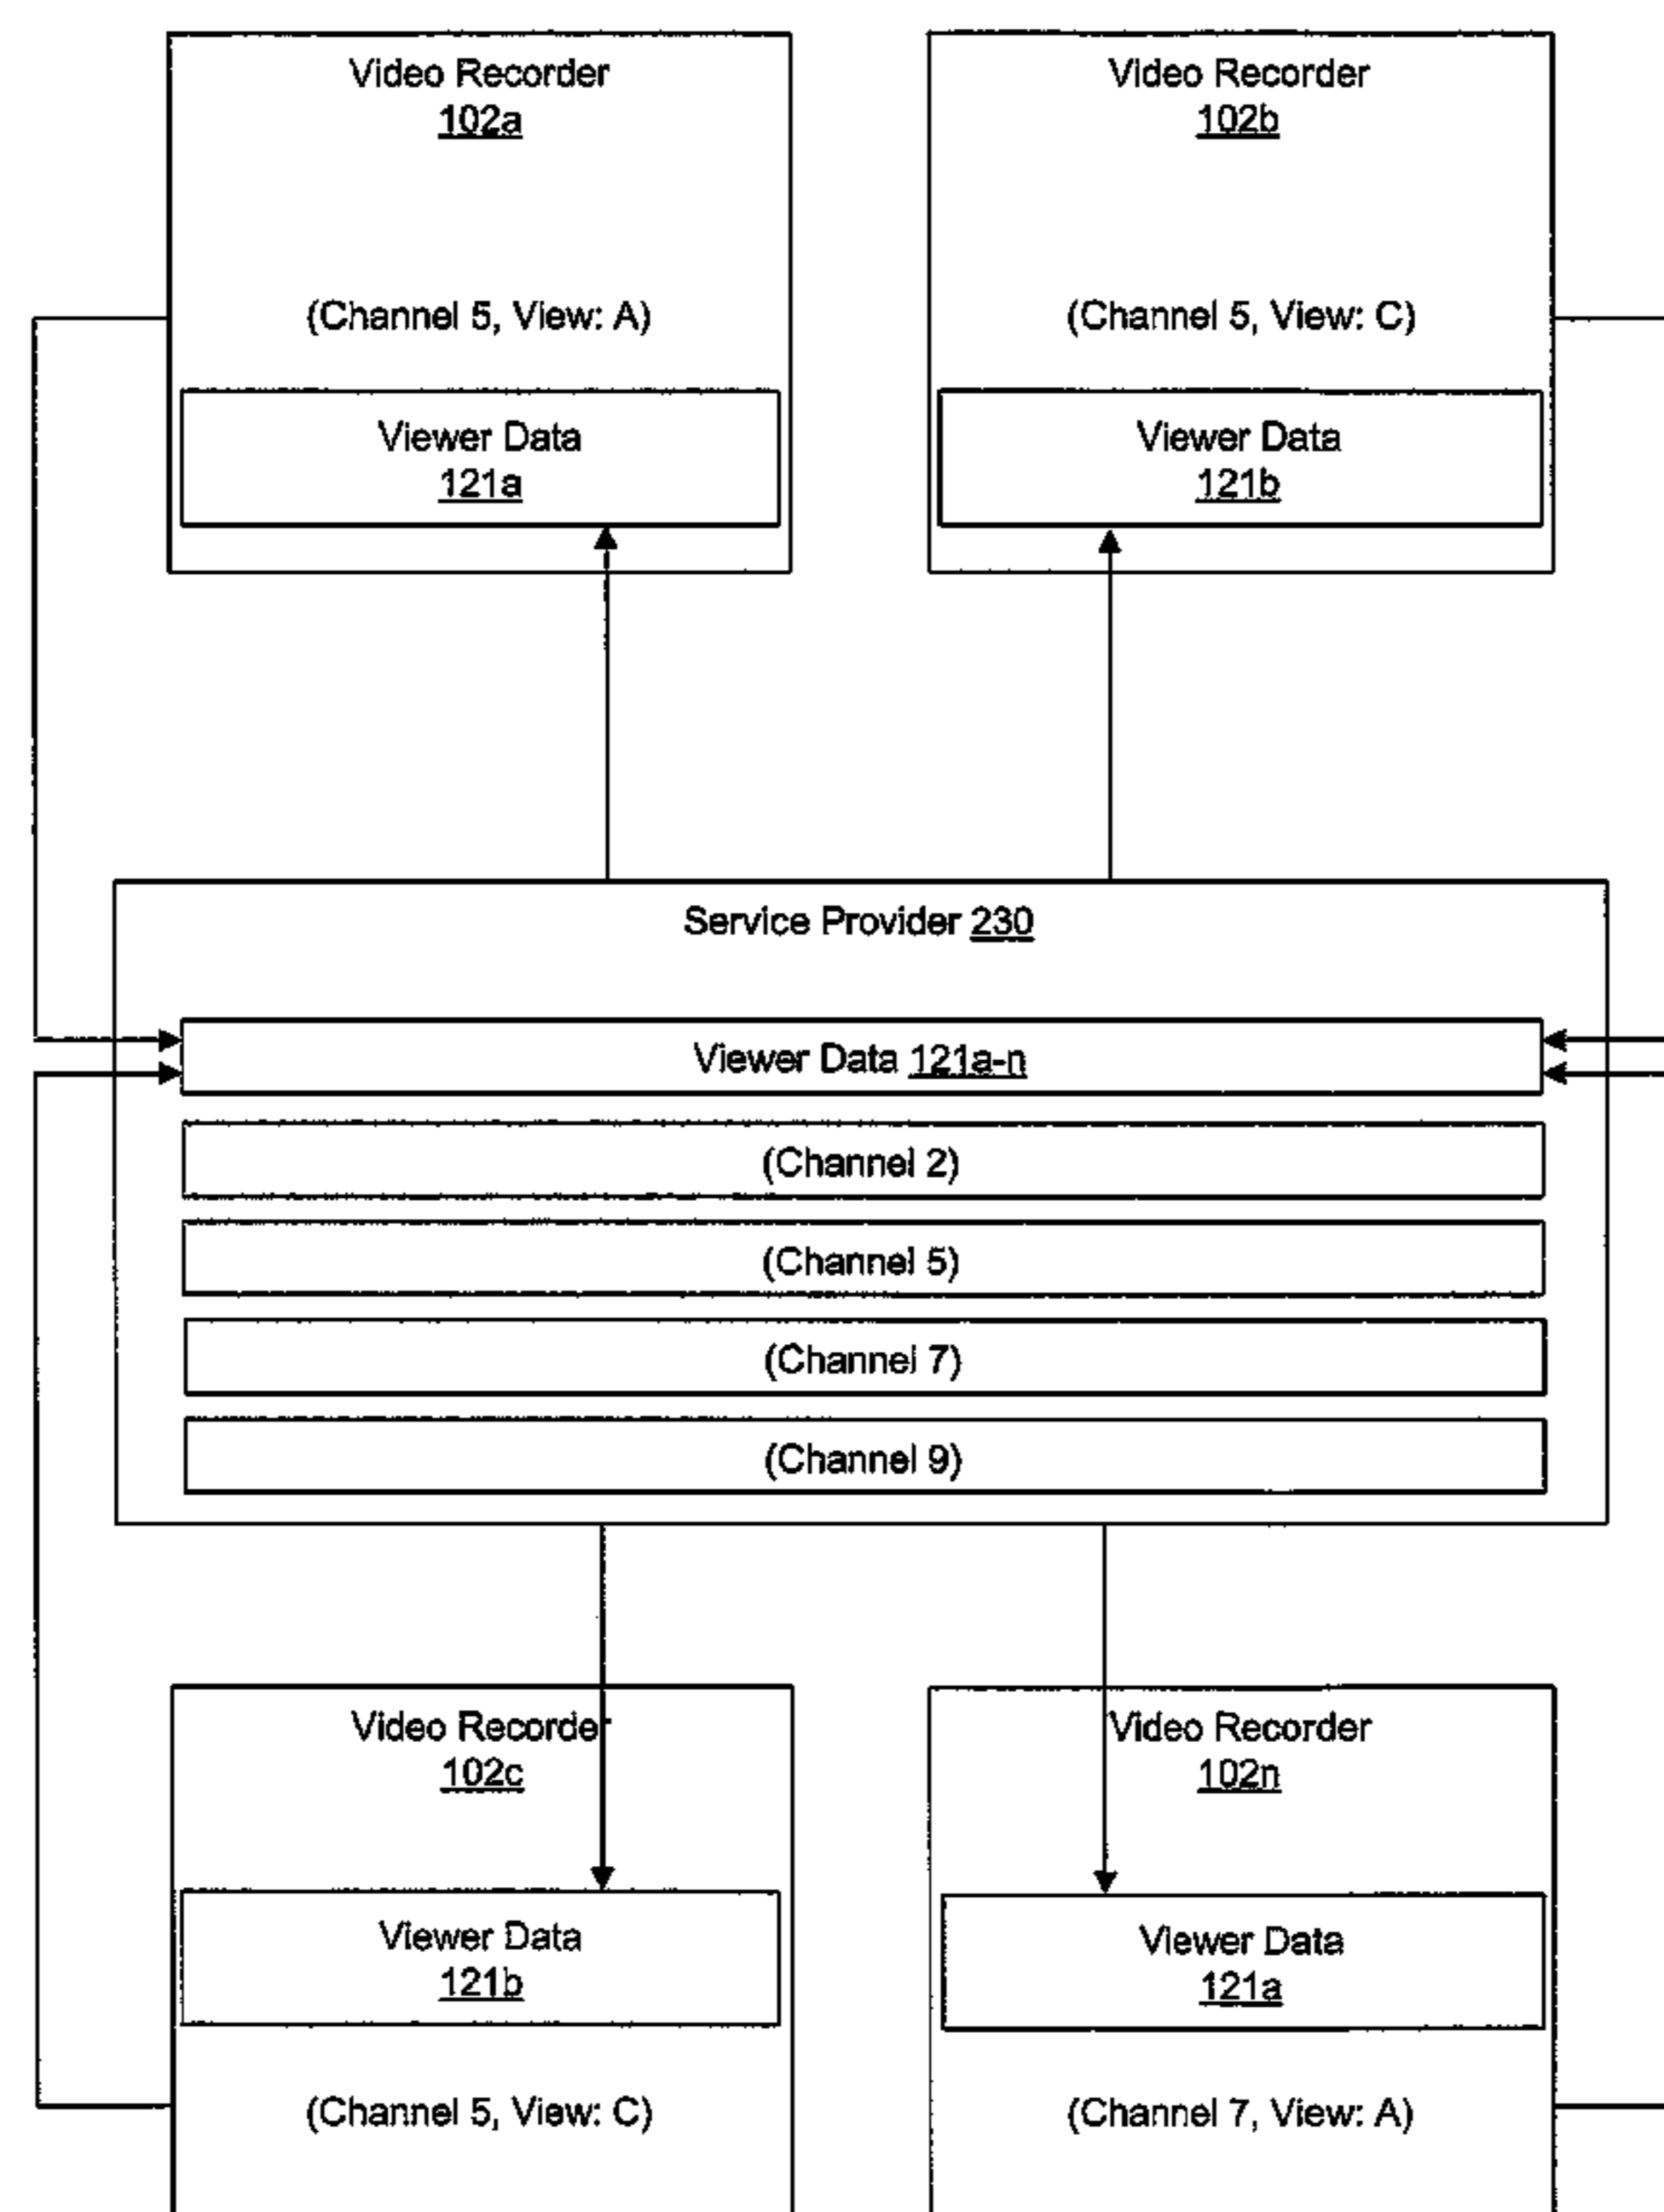 Video Recorder
102a
(Channel 5, View: A)
Viewer Data
121a
Video Recorder
102b
(Channel 5, View: C)
Viewer Data
121b
Service Provider 230
Viewer Data 121a-n
(Channel 2)
(Channel 5)
(Channel 7)
(Channel 9)
Video Recorder
102c
Viewer Data
121b
(Channel 5, View: C)
Video Recorder
102n
Viewer Data
121a
(Channel 7, View: A)